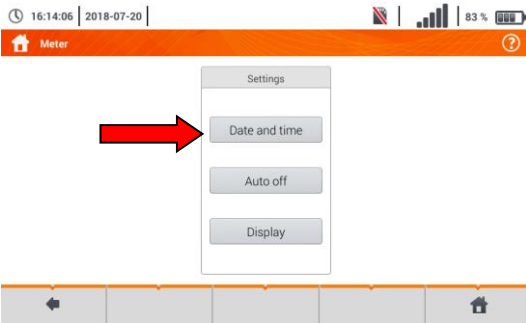 16:14:06 2018-07-20 83 %
Meter ?
Settings
Date and time
Auto off
Display